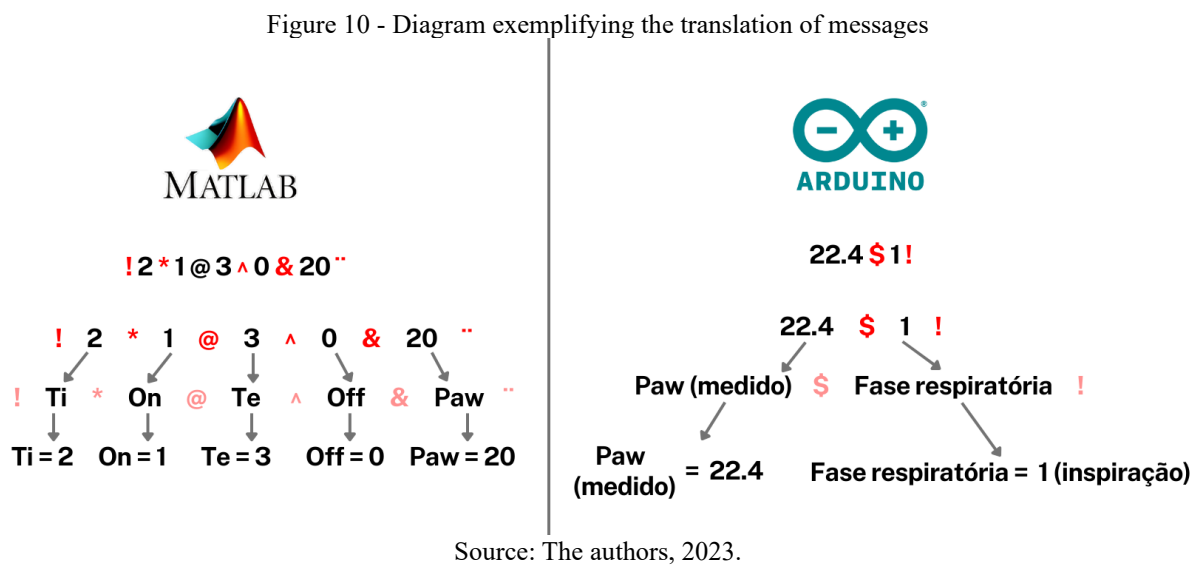 Figure 10 - Diagram exemplifying the translation of messages
MATLAB
!2*1@3^0&20¨
! 2 * 1 @ 3 ^ 0 & 20 ¨
! Ti * On @ Te ^ Off & Paw ¨
Ti = 2 On = 1 Te = 3 Off = 0 Paw = 20
®
ARDUINO
22.4$1!
22.4 $ 1 !
Paw (medido) $ Fase respiratória !
Paw (medido) = 22.4 Fase respiratória = 1 (inspiração)
Source: The authors, 2023.